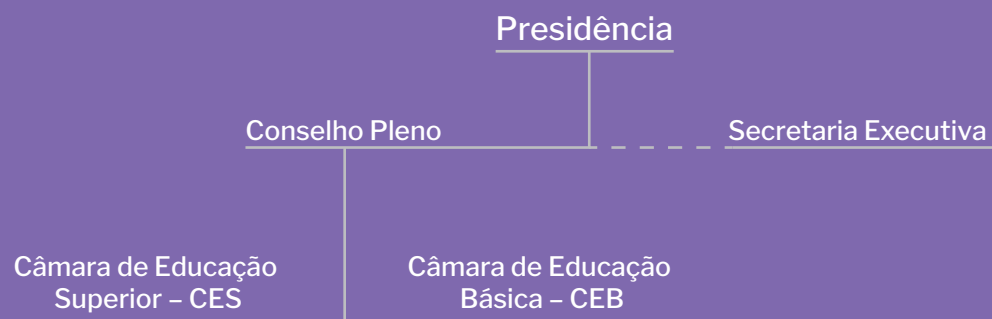 Presidência
Conselho Pleno
Secretaria Executiva
Câmara de Educação
Superior – CES
Câmara de Educação
Básica – CEB